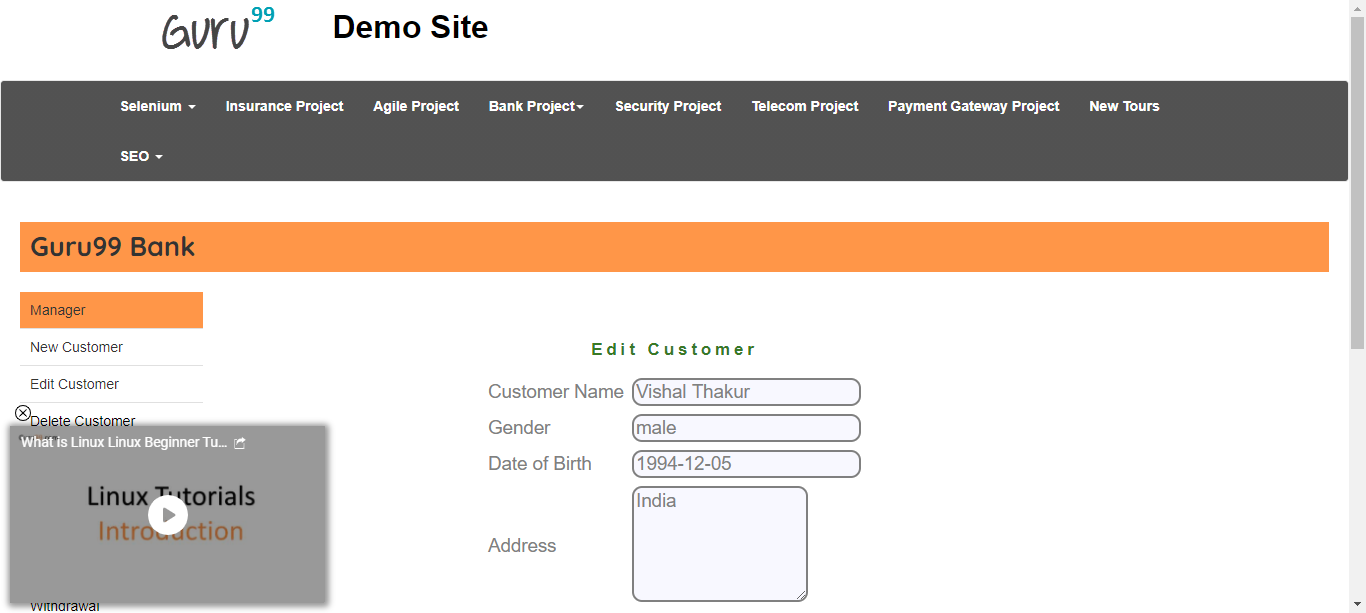 Guru99
Demo Site
Selenium Insurance Project Agile Project Bank Project Security Project Telecom Project Payment Gateway Project New Tours
SEO
Guru99 Bank
Manager
New Customer
Edit Customer
Delete Customer
What is Linux Linux Beginner Tu...
Linux Tutorials
Introduction
Withdrawal
Edit Customer
Customer Name Vishal Thakur
Gender male
Date of Birth 1994-12-05
Address India